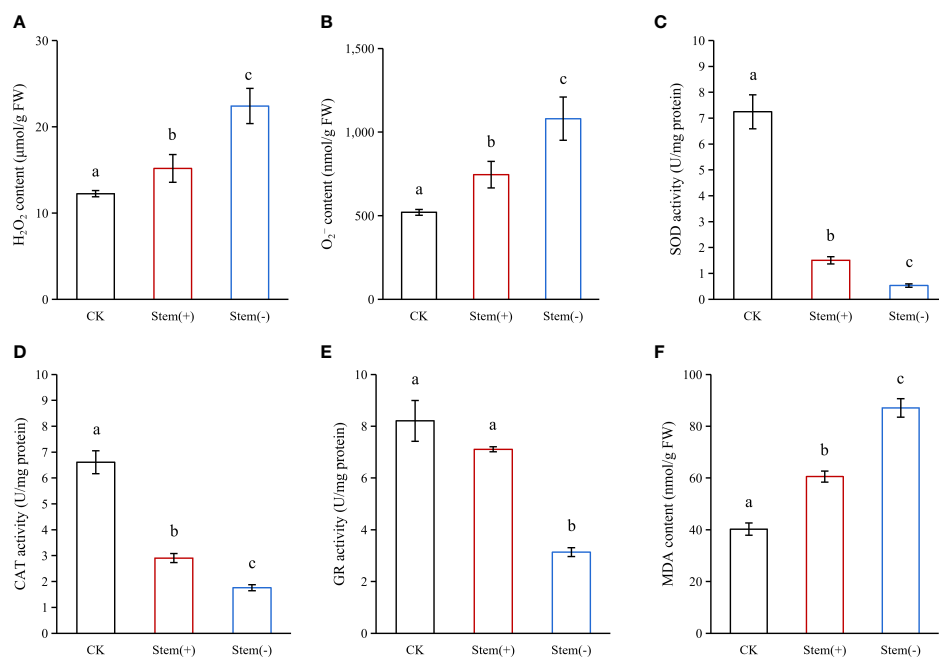 A
H₂O₂ content (μmol/g FW)
30
20
10
0
a
b
c
CK
Stem(+)
Stem(-)
B
O₂⁻ content (nmol/g FW)
1,500
1,000
500
0
a
b
c
CK
Stem(+)
Stem(-)
C
SOD activity (U/mg protein)
10
9
8
7
6
5
4
3
2
1
0
a
b
c
CK
Stem(+)
Stem(-)
D
CAT activity (U/mg protein)
10
9
8
7
6
5
4
3
2
1
0
a
b
c
CK
Stem(+)
Stem(-)
E
GR activity (U/mg protein)
10
8
6
4
2
0
a
a
b
CK
Stem(+)
Stem(-)
F
MDA content (nmol/g FW)
100
80
60
40
20
0
a
b
c
CK
Stem(+)
Stem(-)